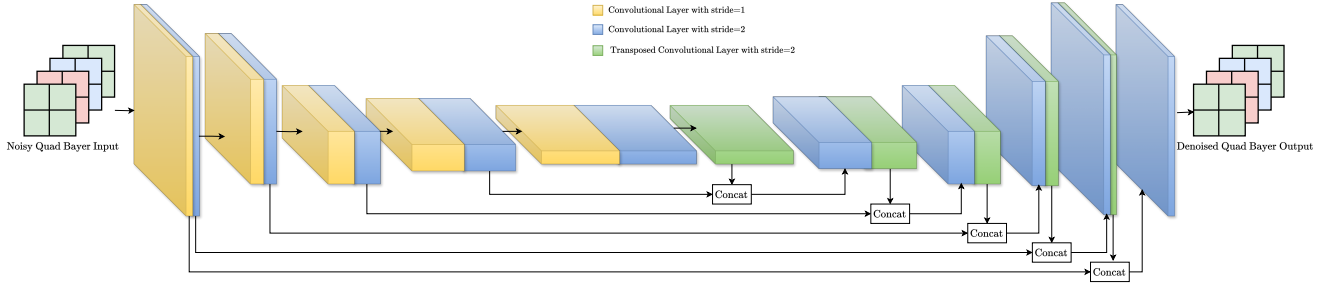 Convolutional Layer with stride=1
Convolutional Layer with stride=2
Transposed Convolutional Layer with stride=2
Noisy Quad Bayer Input
Denoised Quad Bayer Output
Concat
Concat
Concat
Concat
Concat